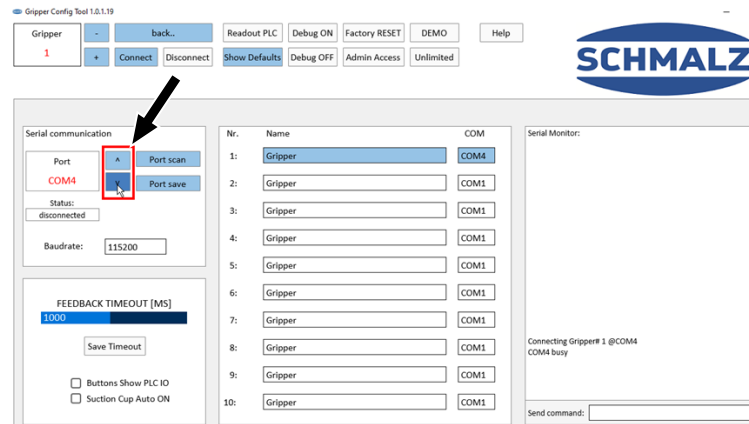 Gripper Config Tool 1.0.1.19
Gripper - back.. Readout PLC Debug ON Factory RESET DEMO Help
1 + Connect Disconnect Show Defaults Debug OFF Admin Access Unlimited
SCHMALZ
Serial communication
Port ^ Port scan
COM4 v Port save
Status:
disconnected
Baudrate: 115200
FEEDBACK TIMEOUT [MS]
1000
Save Timeout
Buttons Show PLC IO
Suction Cup Auto ON
Nr. Name COM
1: Gripper COM4
2: Gripper COM1
3: Gripper COM1
4: Gripper COM1
5: Gripper COM1
6: Gripper COM1
7: Gripper COM1
8: Gripper COM1
9: Gripper COM1
10: Gripper COM1
Serial Monitor:
Connecting Gripper# 1 @COM4
COM4 busy
Send command: